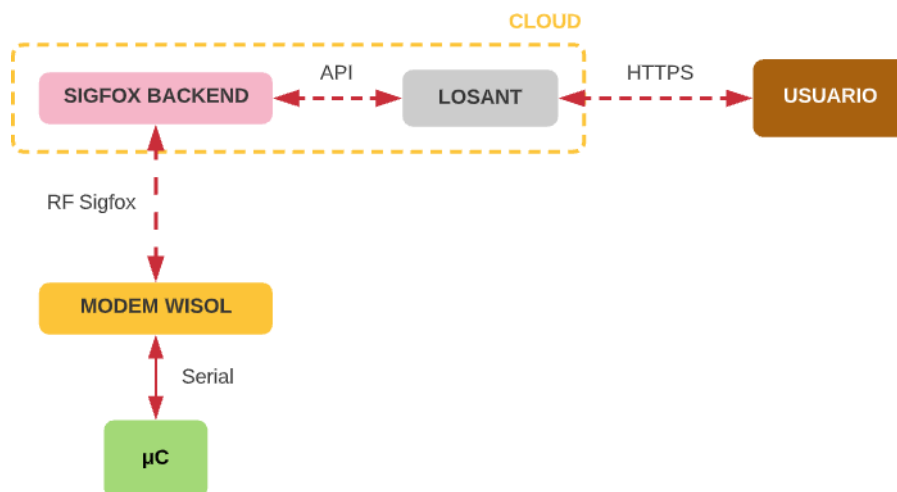 CLOUD
SIGFOX BACKEND
API
LOSANT
HTTPS
USUARIO
RF Sigfox
MODEM WISOL
Serial
µC